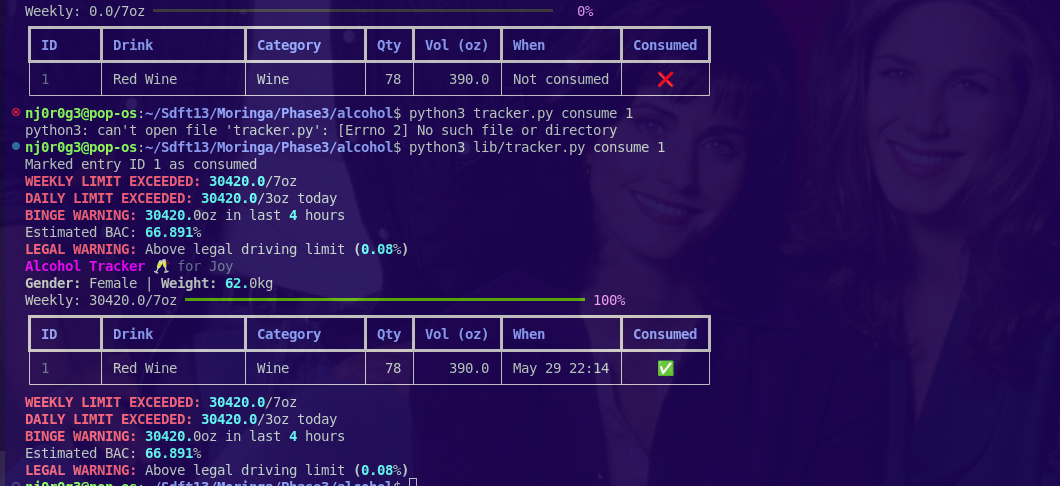 Weekly: 0.0/7oz 0%
ID Drink Category Qty Vol (oz) When Consumed
1 Red Wine Wine 78 390.0 Not consumed ❌
nj0r0g3@pop-os:~/Sdft13/Moringa/Phase3/alcohol$ python3 tracker.py consume 1
python3: can't open file 'tracker.py': [Errno 2] No such file or directory
nj0r0g3@pop-os:~/Sdft13/Moringa/Phase3/alcohol$ python3 lib/tracker.py consume 1
Marked entry ID 1 as consumed
WEEKLY LIMIT EXCEEDED: 30420.0/7oz
DAILY LIMIT EXCEEDED: 30420.0/3oz today
BINGE WARNING: 30420.0oz in last 4 hours
Estimated BAC: 66.891%
LEGAL WARNING: Above legal driving limit (0.08%)
Alcohol Tracker 🥂 for Joy
Gender: Female | Weight: 62.0kg
Weekly: 30420.0/7oz 100%
ID Drink Category Qty Vol (oz) When Consumed
1 Red Wine Wine 78 390.0 May 29 22:14 ✅
WEEKLY LIMIT EXCEEDED: 30420.0/7oz
DAILY LIMIT EXCEEDED: 30420.0/3oz today
BINGE WARNING: 30420.0oz in last 4 hours
Estimated BAC: 66.891%
LEGAL WARNING: Above legal driving limit (0.08%)
nj0r0g3@pop-os:~/Sdft13/Moringa/Phase3/alcohol$